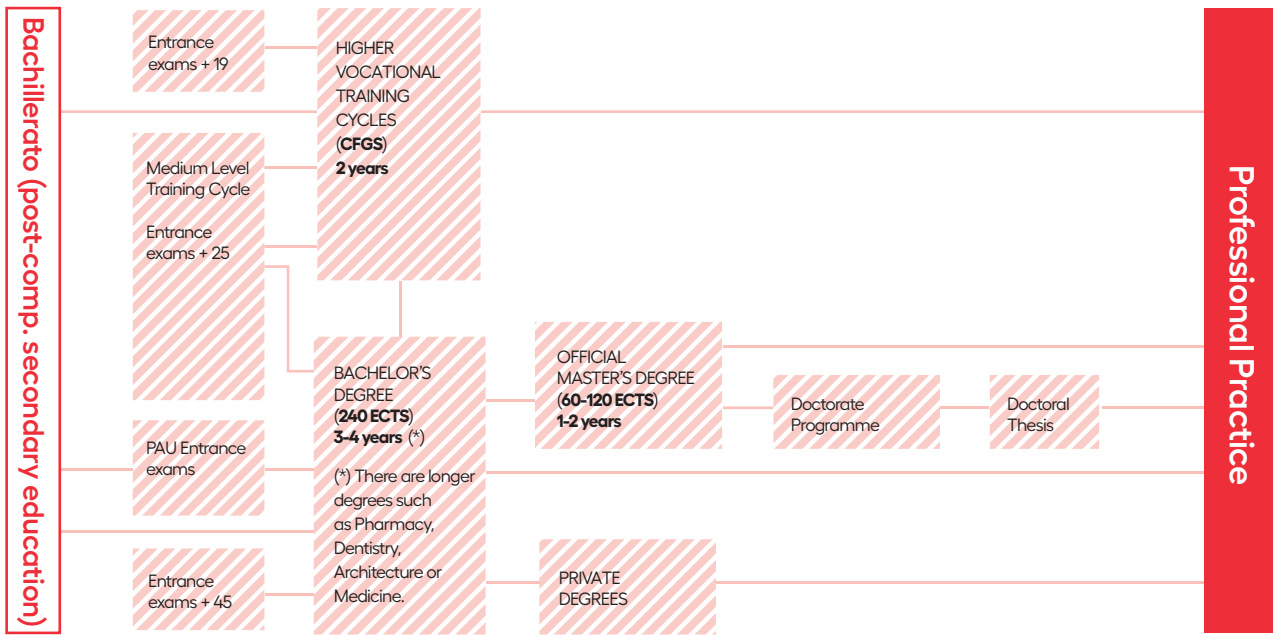 Bachillerato (post-comp. secondary education)
Entrance
exams + 19
Medium Level
Training Cycle
Entrance
exams + 25
PAU Entrance
exams
Entrance
exams + 45
HIGHER
VOCATIONAL
TRAINING
CYCLES
(CFGS)
2 years
BACHELOR'S
DEGREE
(240 ECTS)
3-4 years (*)
(*) There are longer
degrees such
as Pharmacy,
Dentistry,
Architecture or
Medicine.
OFFICIAL
MASTER'S DEGREE
(60-120 ECTS)
1-2 years
Doctorate
Programme
Doctoral
Thesis
PRIVATE
DEGREES
Professional Practice